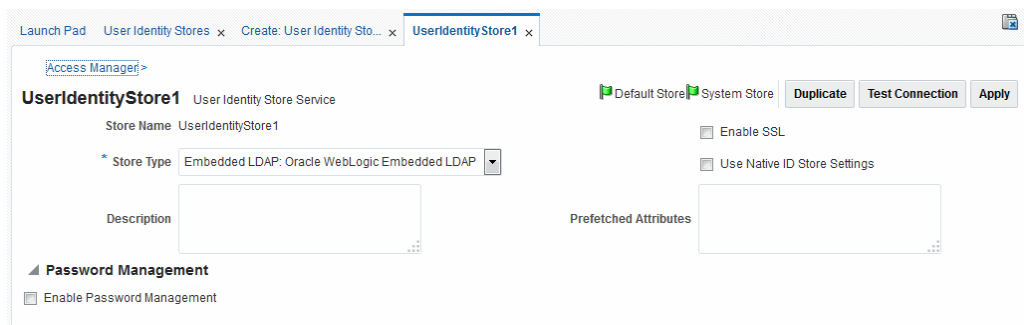 Launch Pad User Identity Stores Create: User Identity Sto... UserIdentityStore1
Access Manager >
UserIdentityStore1 User Identity Store Service Default Store System Store Duplicate Test Connection Apply
Store Name UserIdentityStore1 Enable SSL
* Store Type Embedded LDAP: Oracle WebLogic Embedded LDAP Use Native ID Store Settings
Description Prefetched Attributes
Password Management
Enable Password Management